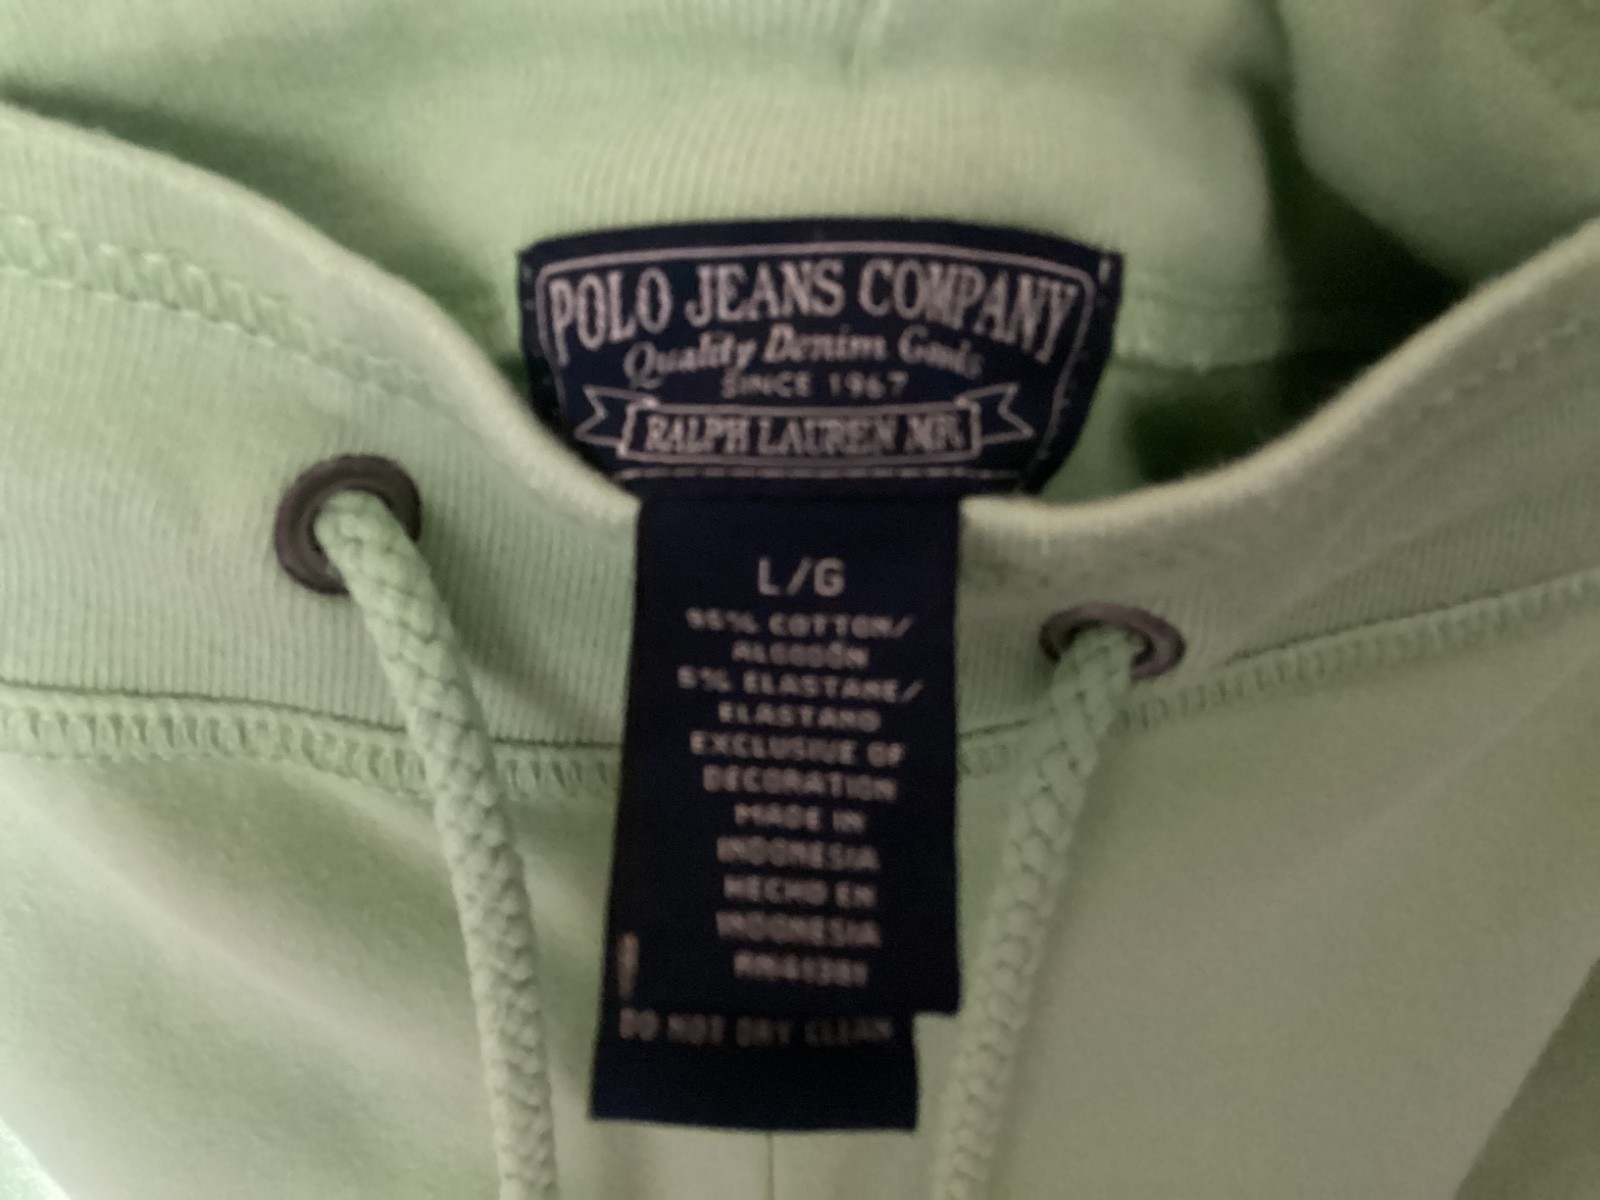 POLO JEANS COMPANY
Quality Denim Goods
SINCE 1967
RALPH LAUREN MFR.
L/G
95% COTTON/
ALGODÓN
5% ELASTANE/
ELASTANO
EXCLUSIVE OF
DECORATION
MADE IN
INDONESIA
HECHO EN
INDONESIA
RN41381
DO NOT DRY CLEAN